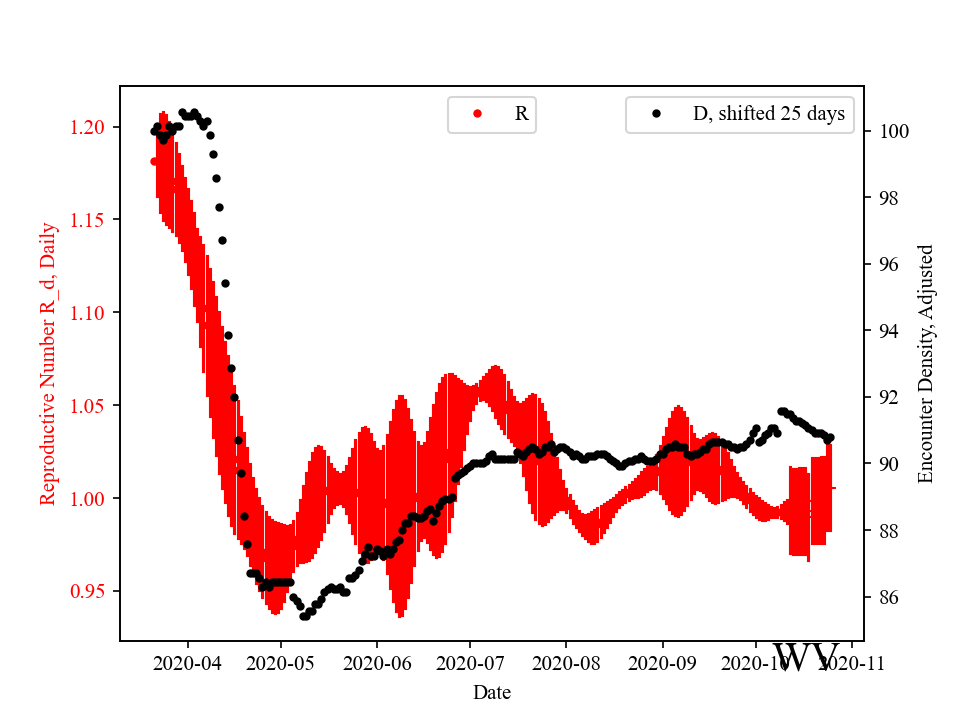 R
D, shifted 25 days
Reproductive Number R_d, Daily
1.20
1.15
1.10
1.05
1.00
0.95
100
98
96
94
92
90
88
86
Encounter Density, Adjusted
2020-04 2020-05 2020-06 2020-07 2020-08 2020-09 2020-10 2020-11
WV
Date